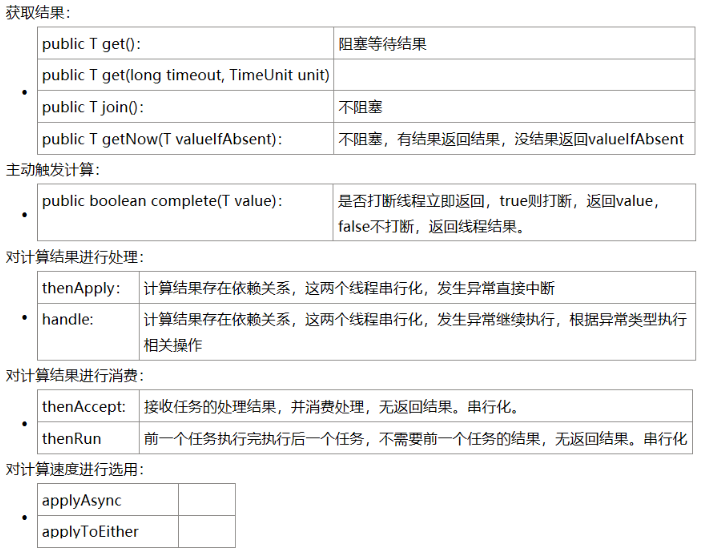 获取结果：
public T get()： 阻塞等待结果
public T get(long timeout, TimeUnit unit)
public T join()： 不阻塞
public T getNow(T valueIfAbsent)： 不阻塞，有结果返回结果，没结果返回valueIfAbsent
主动触发计算：
public boolean complete(T value)： 是否打断线程立即返回，true则打断，返回value，
false不打断，返回线程结果。
对计算结果进行处理：
thenApply： 计算结果存在依赖关系，这两个线程串行化，发生异常直接中断
handle: 计算结果存在依赖关系，这两个线程串行化，发生异常继续执行，根据异常类型执行
相关操作
对计算结果进行消费：
thenAccept: 接收任务的处理结果，并消费处理，无返回结果。串行化。
thenRun 前一个任务执行完执行后一个任务，不需要前一个任务的结果，无返回结果。串行化
对计算速度进行选用：
applyAsync
applyToEither